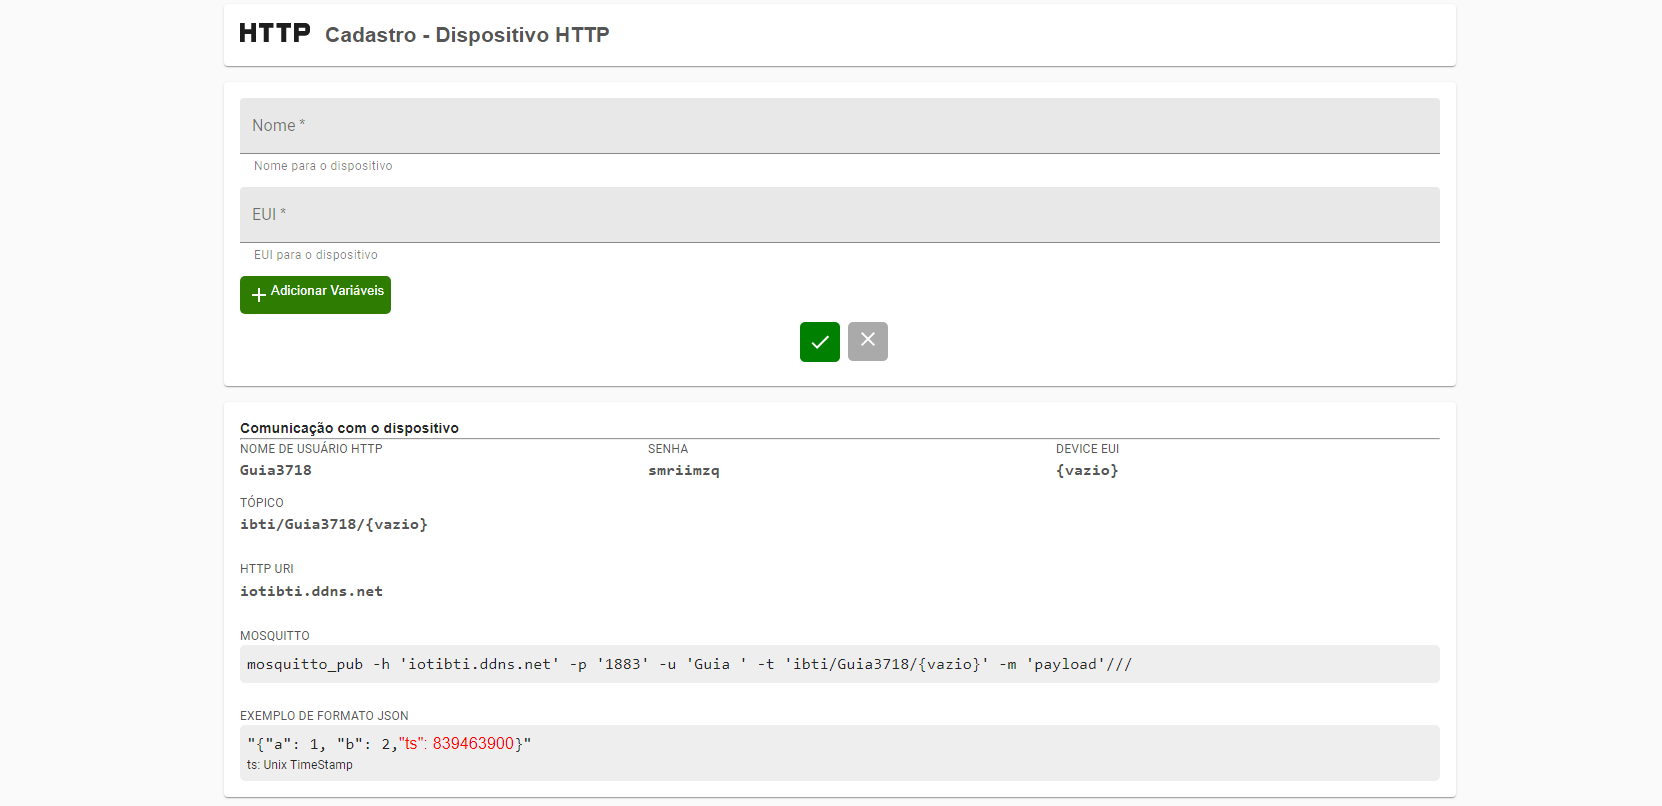 HTTP Cadastro - Dispositivo HTTP
Nome *
Nome para o dispositivo
EUI *
EUI para o dispositivo
Adicionar Variáveis
Comunicação com o dispositivo
NOME DE USUÁRIO HTTP SENHA DEVICE EUI
Guia3718 smriimzq {vazio}
TÓPICO
ibti/Guia3718/{vazio}
HTTP URI
iotibti.ddns.net
MOSQUITTO
mosquitto_pub -h 'iotibti.ddns.net' -p '1883' -u 'Guia ' -t 'ibti/Guia3718/{vazio}' -m 'payload'///
EXEMPLO DE FORMATO JSON
"{"a": 1, "b": 2,"ts": 839463900}"
ts: Unix TimeStamp